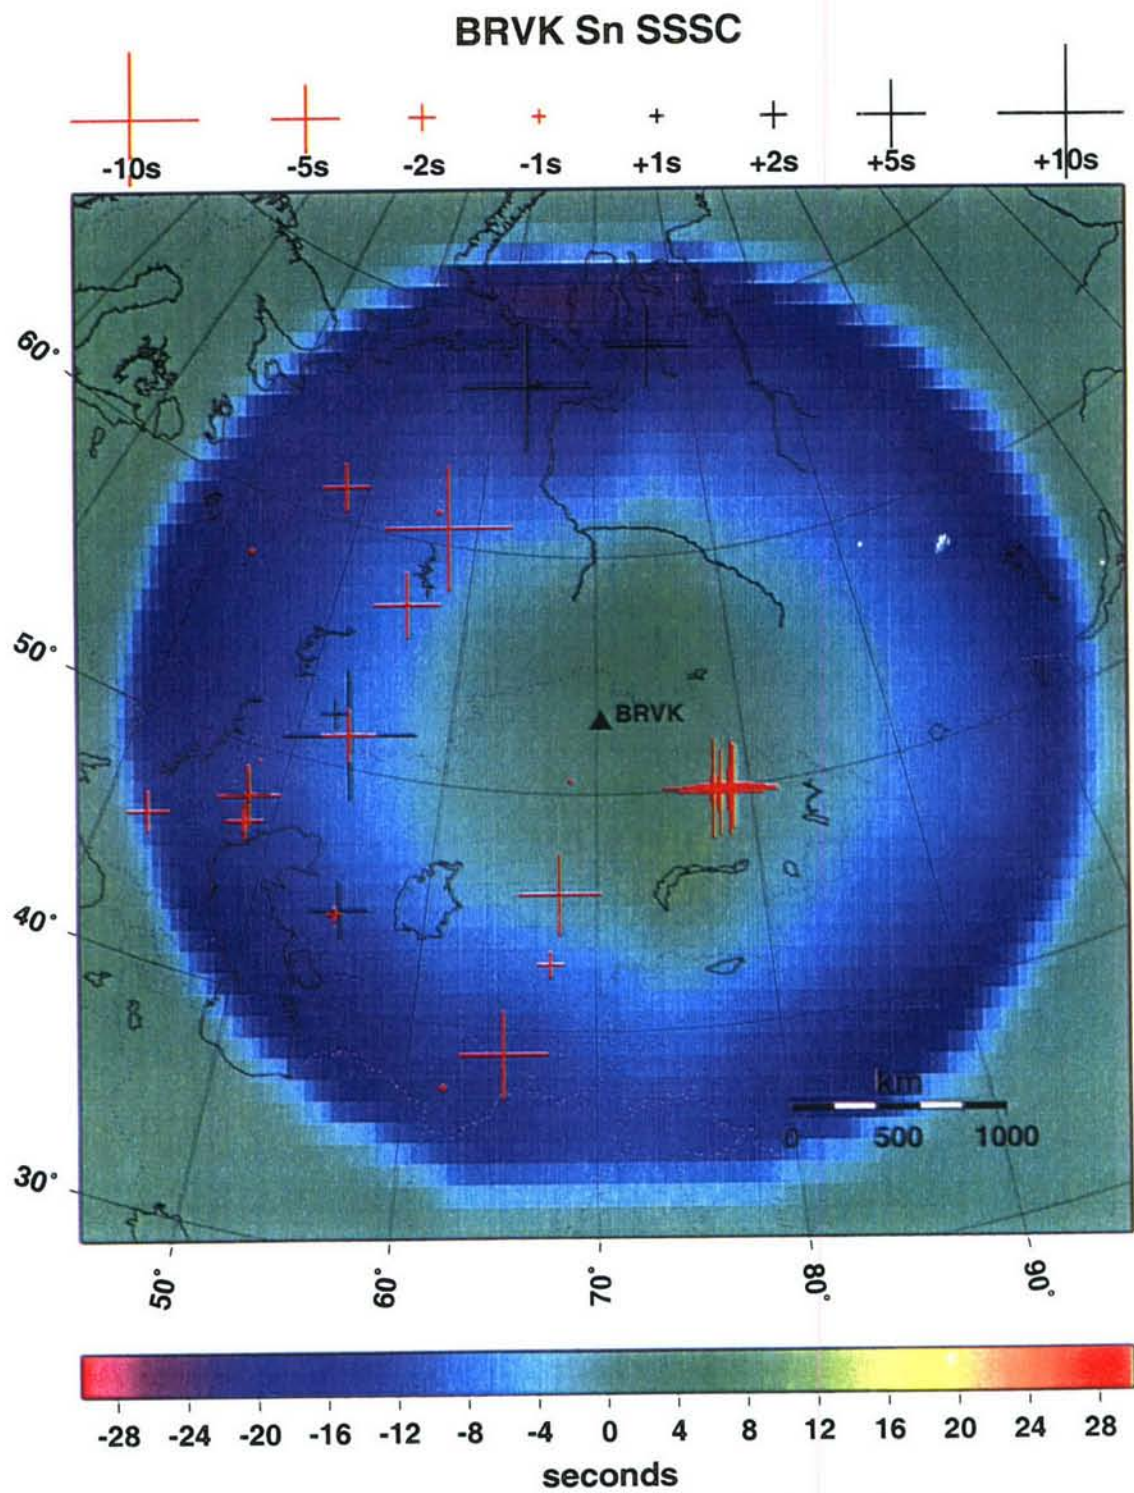 BRVK Sn SSSC
-10s -5s -2s -1s +1s +2s +5s +10s
60°
50°
BRVK
40°
km
0 500 1000
30°
50° 60° 70° 80° 90°
-28 -24 -20 -16 -12 -8 -4 0 4 8 12 16 20 24 28
seconds